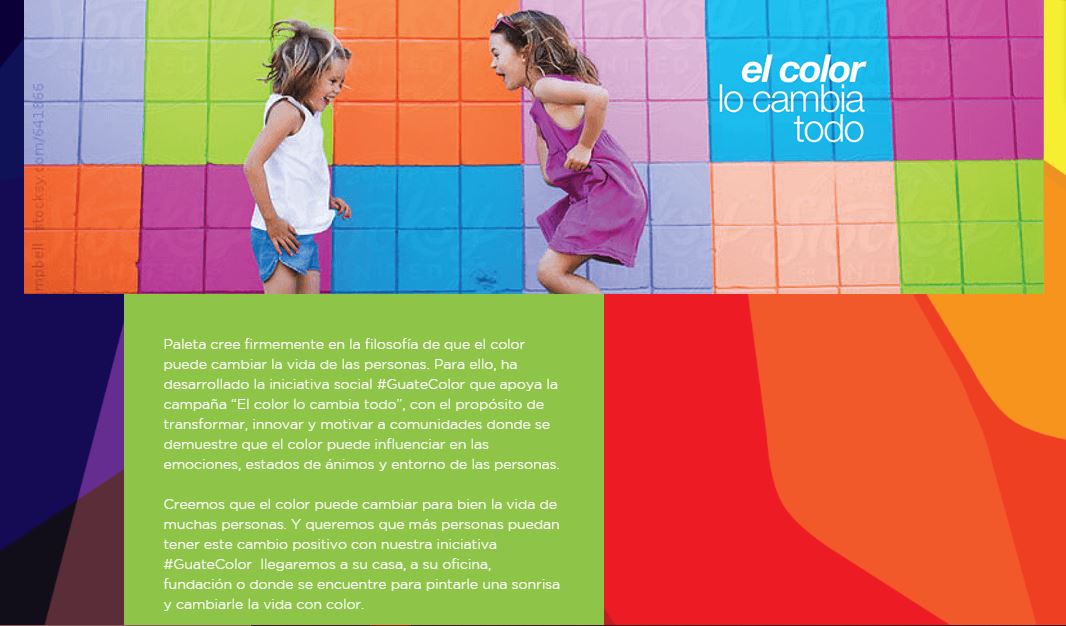 el color
lo cambia
todo
mpbell stocksy.com/641866
Paleta cree firmemente en la filosofía de que el color
puede cambiar la vida de las personas. Para ello, ha
desarrollado la iniciativa social #GuateColor que apoya la
campaña “El color lo cambia todo”, con el propósito de
transformar, innovar y motivar a comunidades donde se
demuestre que el color puede influenciar en las
emociones, estados de ánimos y entorno de las personas.
Creemos que el color puede cambiar para bien la vida de
muchas personas. Y queremos que más personas puedan
tener este cambio positivo con nuestra iniciativa
#GuateColor  llegaremos a su casa, a su oficina,
fundación o donde se encuentre para pintarle una sonrisa
y cambiarle la vida con color.